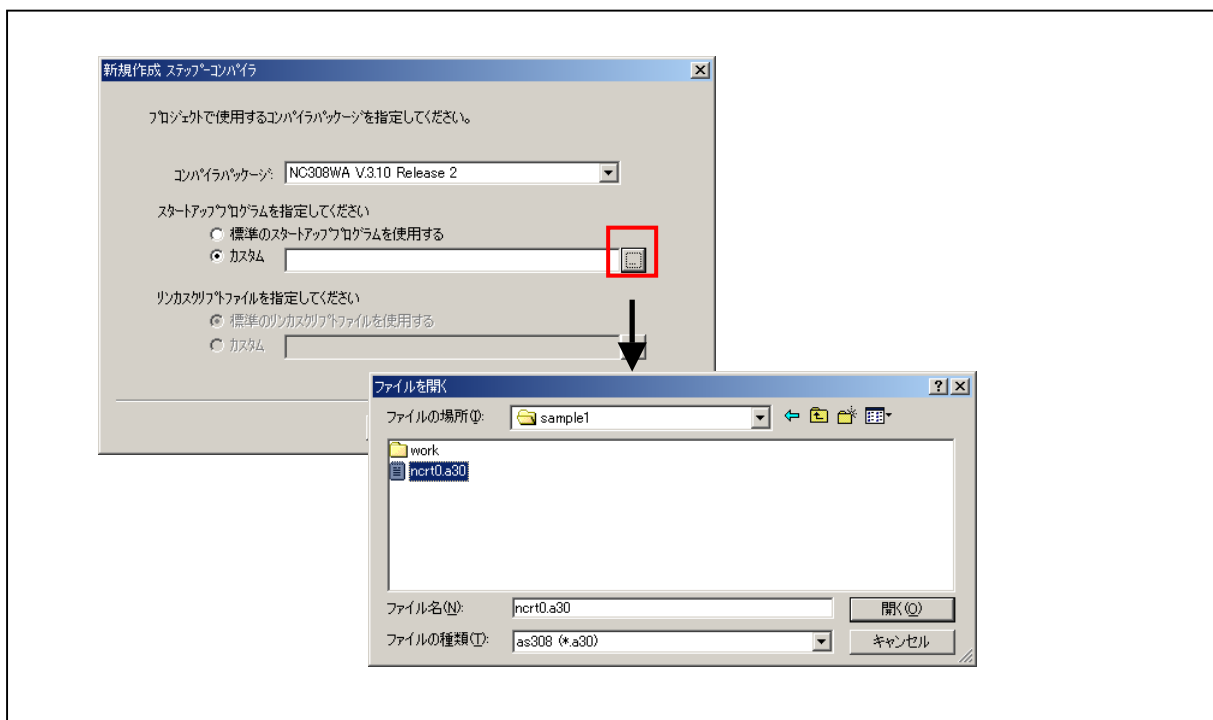 新規作成 ステップ-コンパイラ
プロジェクトで使用するコンパイラパッケージを指定してください。
コンパイラパッケージ: NC308WA V.3.10 Release 2
スタートアッププログラムを指定してください
標準のスタートアッププログラムを使用する
カスタム
...
リンカスクリプトファイルを指定してください
標準のリンカスクリプトファイルを使用する
カスタム
ファイルを開く
ファイルの場所(I): sample1
work
ncrt0.a30
ファイル名(N): ncrt0.a30 開く(O)
ファイルの種類(T): as308 (*.a30) キャンセル